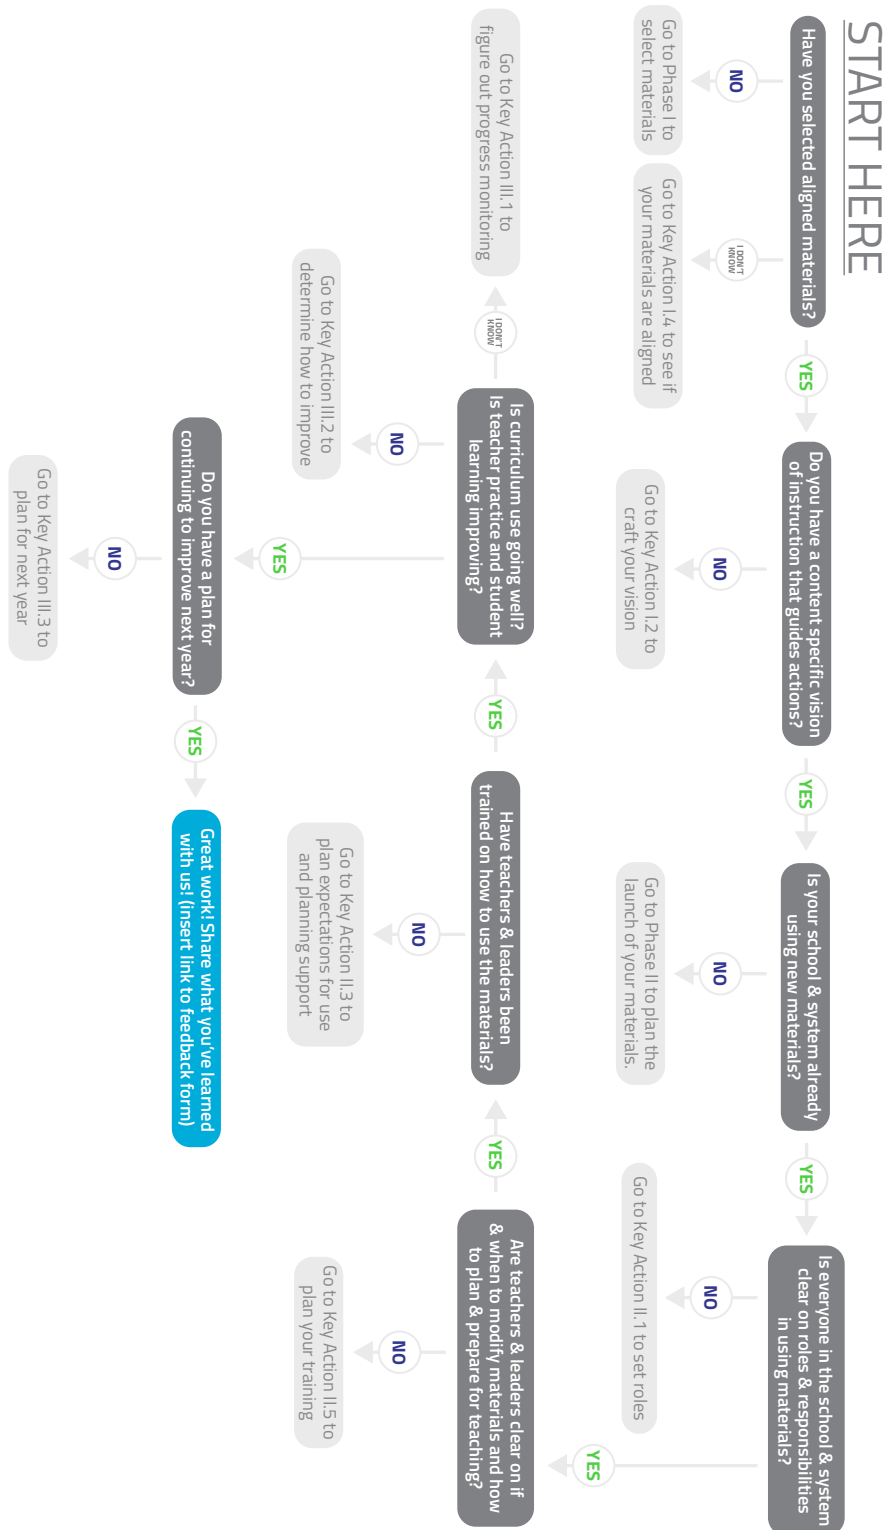 START HERE
Have you selected aligned materials?
NO
Go to Phase I to
select materials
I DON'T
KNOW
Go to Key Action I.4 to see if
your materials are aligned
YES
Do you have a content specific vision
of instruction that guides actions?
NO
Go to Key Action I.2 to
craft your vision
YES
Is your school & system already
using new materials?
NO
Go to Phase II to plan the
launch of your materials.
YES
Is everyone in the school & system
clear on roles & responsibilities
in using materials?
NO
Go to Key Action II.1 to set roles
YES
Are teachers & leaders clear on if
& when to modify materials and how
to plan & prepare for teaching?
NO
Go to Key Action II.5 to
plan your training
YES
Have teachers & leaders been
trained on how to use the materials?
NO
Go to Key Action II.3 to
plan expectations for use
and planning support
YES
Is curriculum use going well?
Is teacher practice and student
learning improving?
I DON'T
KNOW
Go to Key Action III.1 to
figure out progress monitoring
NO
Go to Key Action III.2 to
determine how to improve
YES
Do you have a plan for
continuing to improve next year?
NO
Go to Key Action III.3 to
plan for next year
YES
Great work! Share what you've learned
with us! (insert link to feedback form)